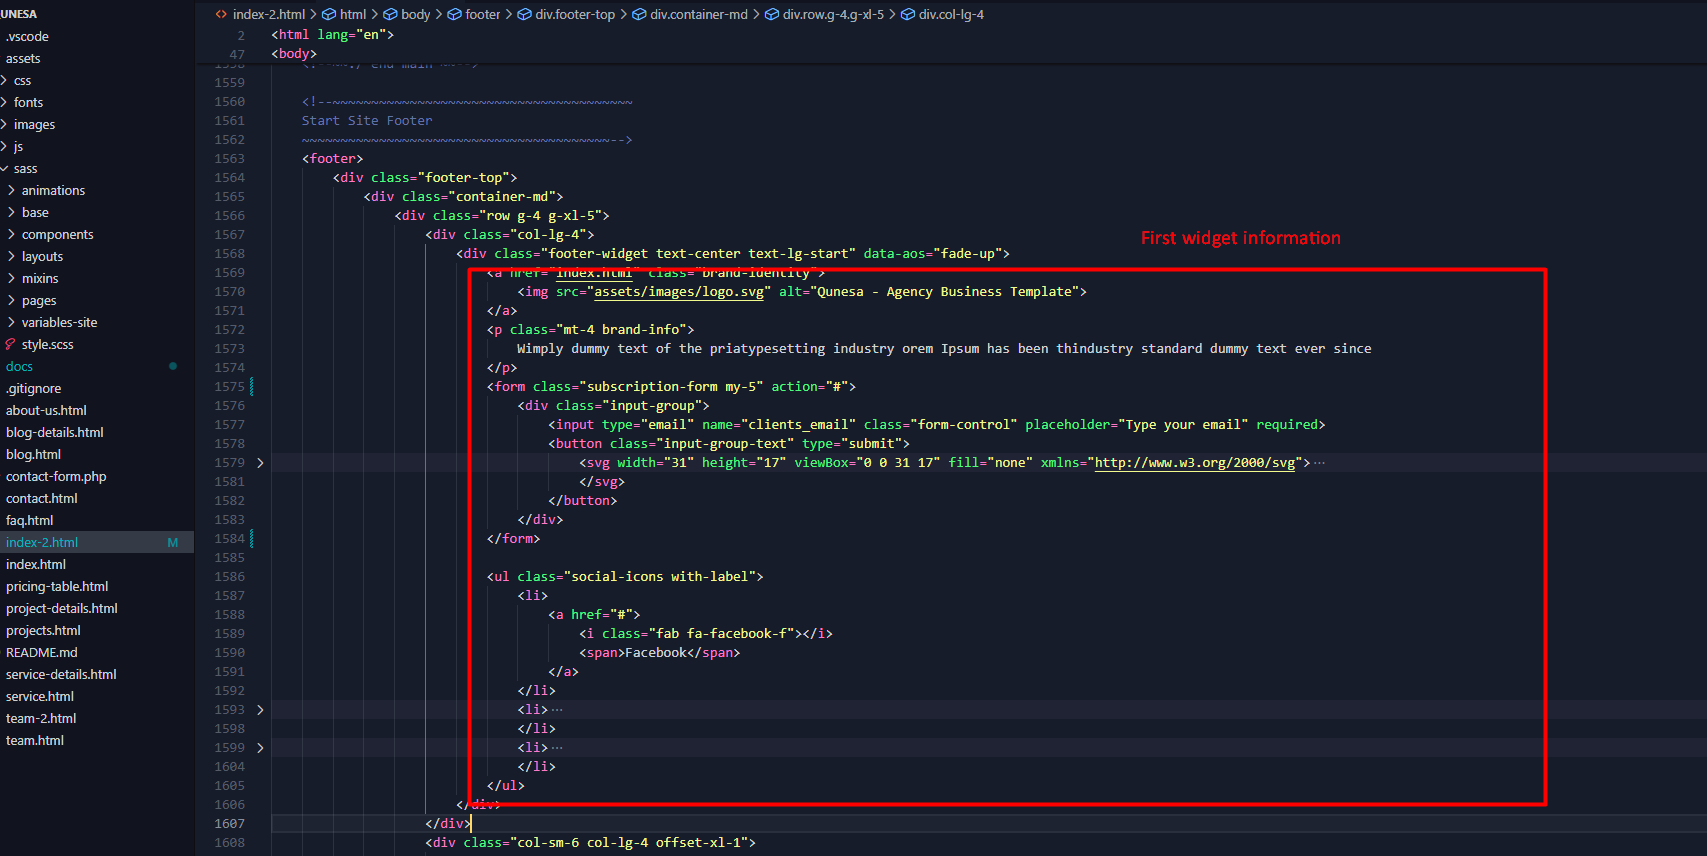 UNESA
.vscode
assets
css
fonts
images
js
sass
animations
base
components
layouts
mixins
pages
variables-site
style.scss
docs
.gitignore
about-us.html
blog-details.html
blog.html
contact-form.php
contact.html
faq.html
index-2.html M
index.html
pricing-table.html
project-details.html
projects.html
README.md
service-details.html
service.html
team-2.html
team.html
index-2.html > html > body > footer > div.footer-top > div.container-md > div.row.g-4.g-xl-5 > div.col-lg-4
2 <html lang="en">
47 <body>
1559
1560 <!--~~~~~~~~~~~~~~~~~~~~~~~~~~~~~~~~~~~~~~~
1561 Start Site Footer
1562 ~~~~~~~~~~~~~~~~~~~~~~~~~~~~~~~~~~~~~~~~-->
1563 <footer>
1564 <div class="footer-top">
1565 <div class="container-md">
1566 <div class="row g-4 g-xl-5">
1567 <div class="col-lg-4">
First widget information
1568 <div class="footer-widget text-center text-lg-start" data-aos="fade-up">
1569 <a href="index.html" class="brand-identity">
1570 <img src="assets/images/logo.svg" alt="Qunesa - Agency Business Template">
1571 </a>
1572 <p class="mt-4 brand-info">
1573 Wimply dummy text of the priatypesetting industry orem Ipsum has been thindustry standard dummy text ever since
1574 </p>
1575 <form class="subscription-form my-5" action="#">
1576 <div class="input-group">
1577 <input type="email" name="clients_email" class="form-control" placeholder="Type your email" required>
1578 <button class="input-group-text" type="submit">
1579 <svg width="31" height="17" viewBox="0 0 31 17" fill="none" xmlns="http://www.w3.org/2000/svg">···
1581 </svg>
1582 </button>
1583 </div>
1584 </form>
1585
1586 <ul class="social-icons with-label">
1587 <li>
1588 <a href="#">
1589 <i class="fab fa-facebook-f"></i>
1590 <span>Facebook</span>
1591 </a>
1592 </li>
1593 <li>···
1598 </li>
1599 <li>···
1604 </li>
1605 </ul>
1606 </div>
1607 </div>
1608 <div class="col-sm-6 col-lg-4 offset-xl-1">